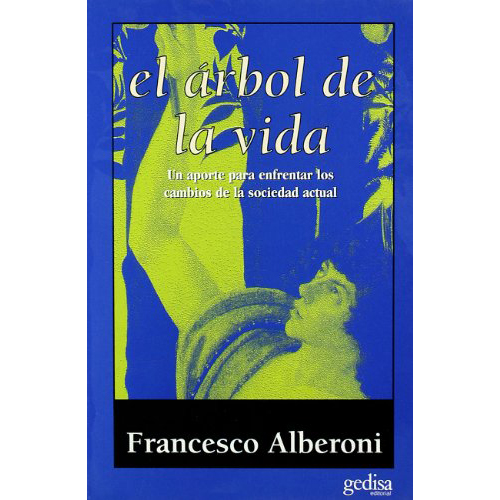 el árbol de
la vida
Un aporte para enfrentar los
cambios de la sociedad actual
Francesco Alberoni
gedisa
editorial